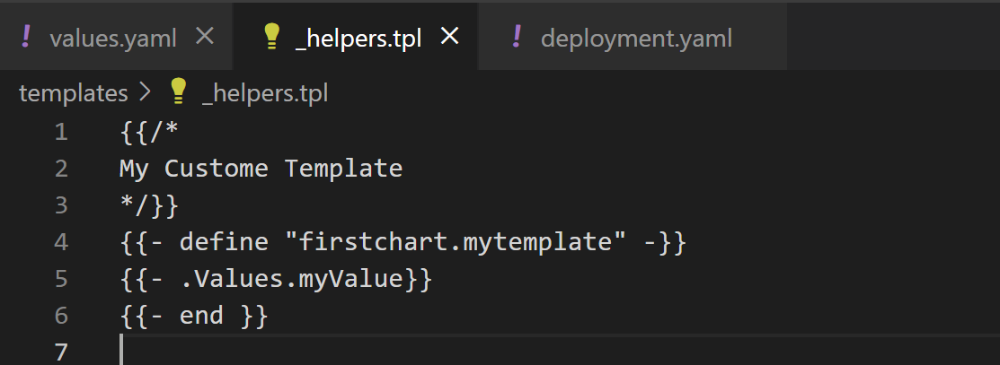 values.yaml _helpers.tpl deployment.yaml
templates > _helpers.tpl
1 {{/*
2 My Custome Template
3 */}}
4 {{- define "firstchart.mytemplate" -}}
5 {{- .Values.myValue}}
6 {{- end }}
7